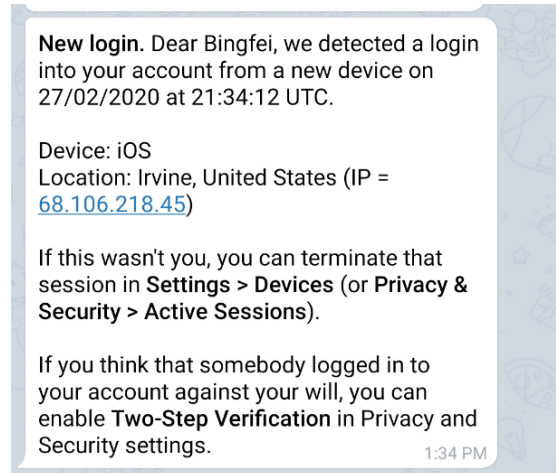 New login. Dear Bingfei, we detected a login
into your account from a new device on
27/02/2020 at 21:34:12 UTC.
Device: iOS
Location: Irvine, United States (IP =
68.106.218.45)
If this wasn't you, you can terminate that
session in Settings > Devices (or Privacy &
Security > Active Sessions).
If you think that somebody logged in to
your account against your will, you can
enable Two-Step Verification in Privacy and
Security settings.
1:34 PM